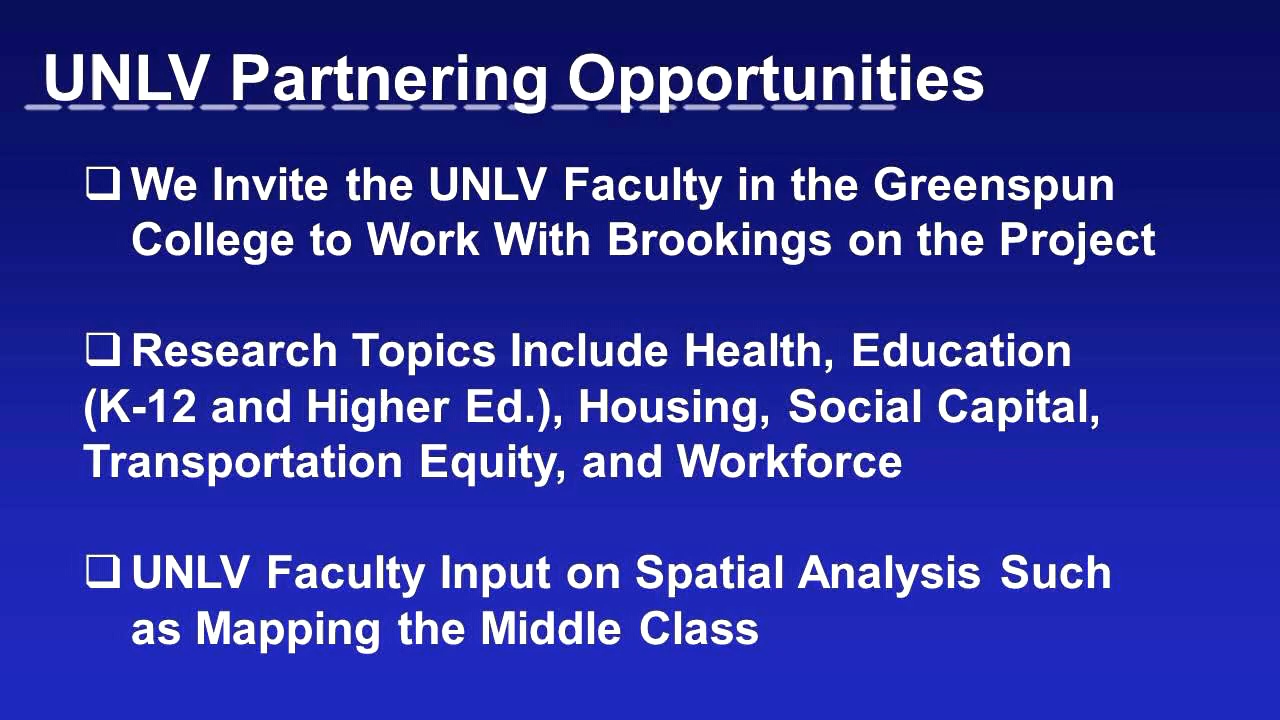 UNLV Partnering Opportunities
❑ We Invite the UNLV Faculty in the Greenspun
College to Work With Brookings on the Project
❑ Research Topics Include Health, Education
(K-12 and Higher Ed.), Housing, Social Capital,
Transportation Equity, and Workforce
❑ UNLV Faculty Input on Spatial Analysis Such
as Mapping the Middle Class